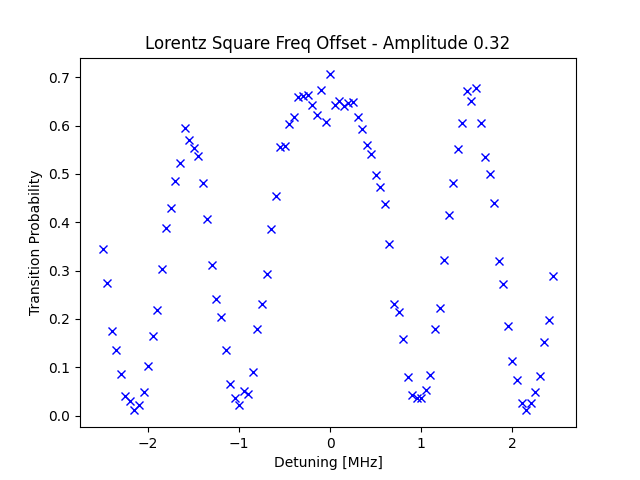 Lorentz Square Freq Offset - Amplitude 0.32
0.7
0.6
0.5
0.4
0.3
0.2
0.1
0.0
Transition Probability
−2 −1 0 1 2
Detuning [MHz]